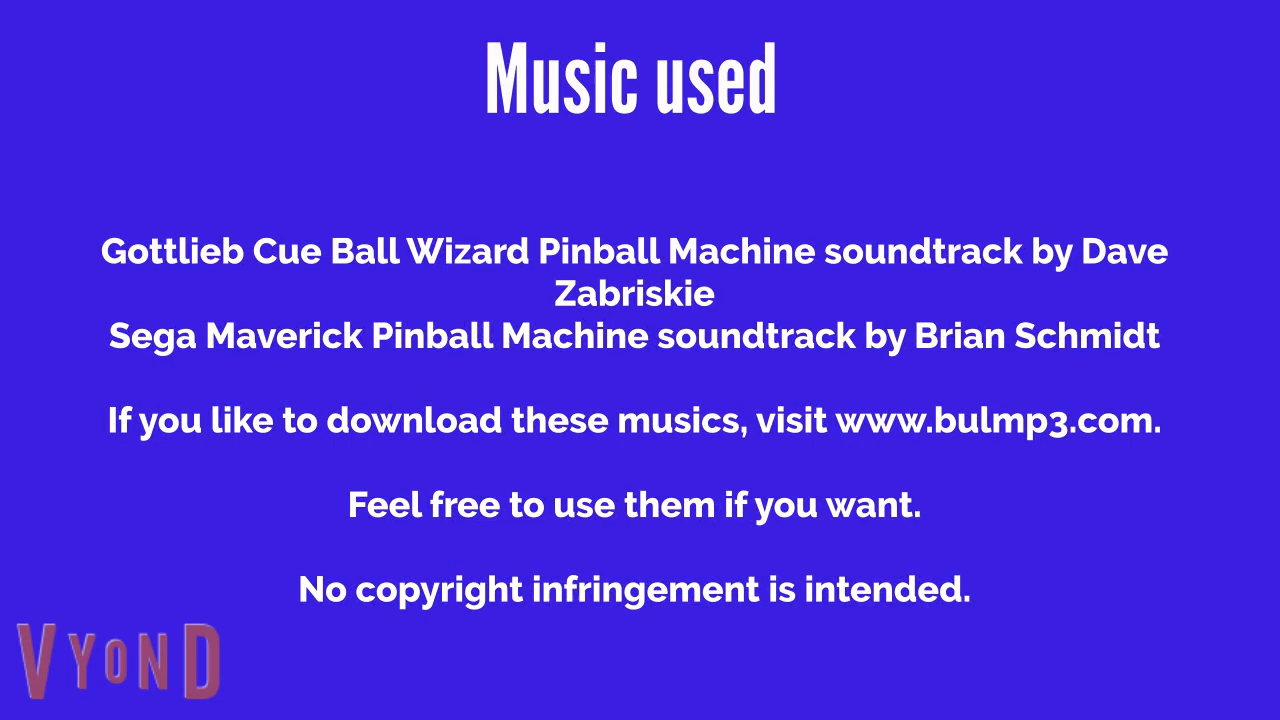 Music used
Gottlieb Cue Ball Wizard Pinball Machine soundtrack by Dave
Zabriskie
Sega Maverick Pinball Machine soundtrack by Brian Schmidt
If you like to download these musics, visit www.bulmp3.com.
Feel free to use them if you want.
No copyright infringement is intended.
VYOND